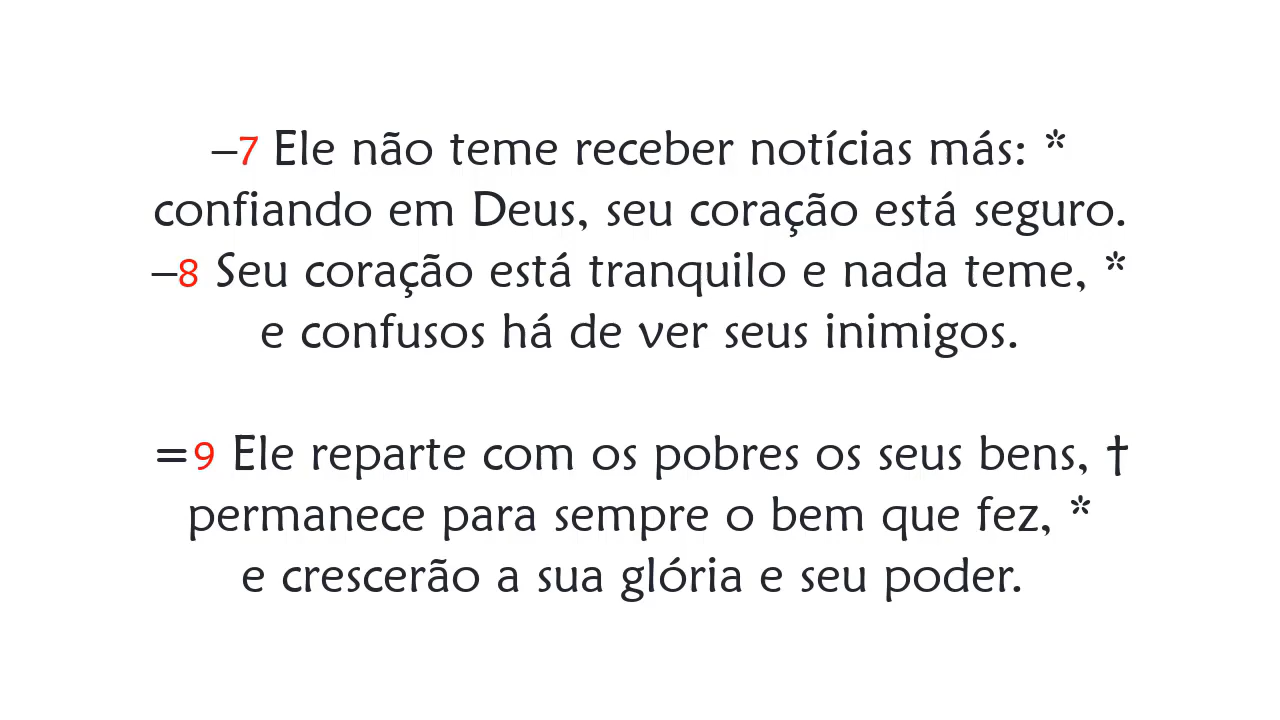 –7 Ele não teme receber notícias más: *
confiando em Deus, seu coração está seguro.
–8 Seu coração está tranquilo e nada teme, *
e confusos há de ver seus inimigos.
=9 Ele reparte com os pobres os seus bens, †
permanece para sempre o bem que fez, *
e crescerão a sua glória e seu poder.